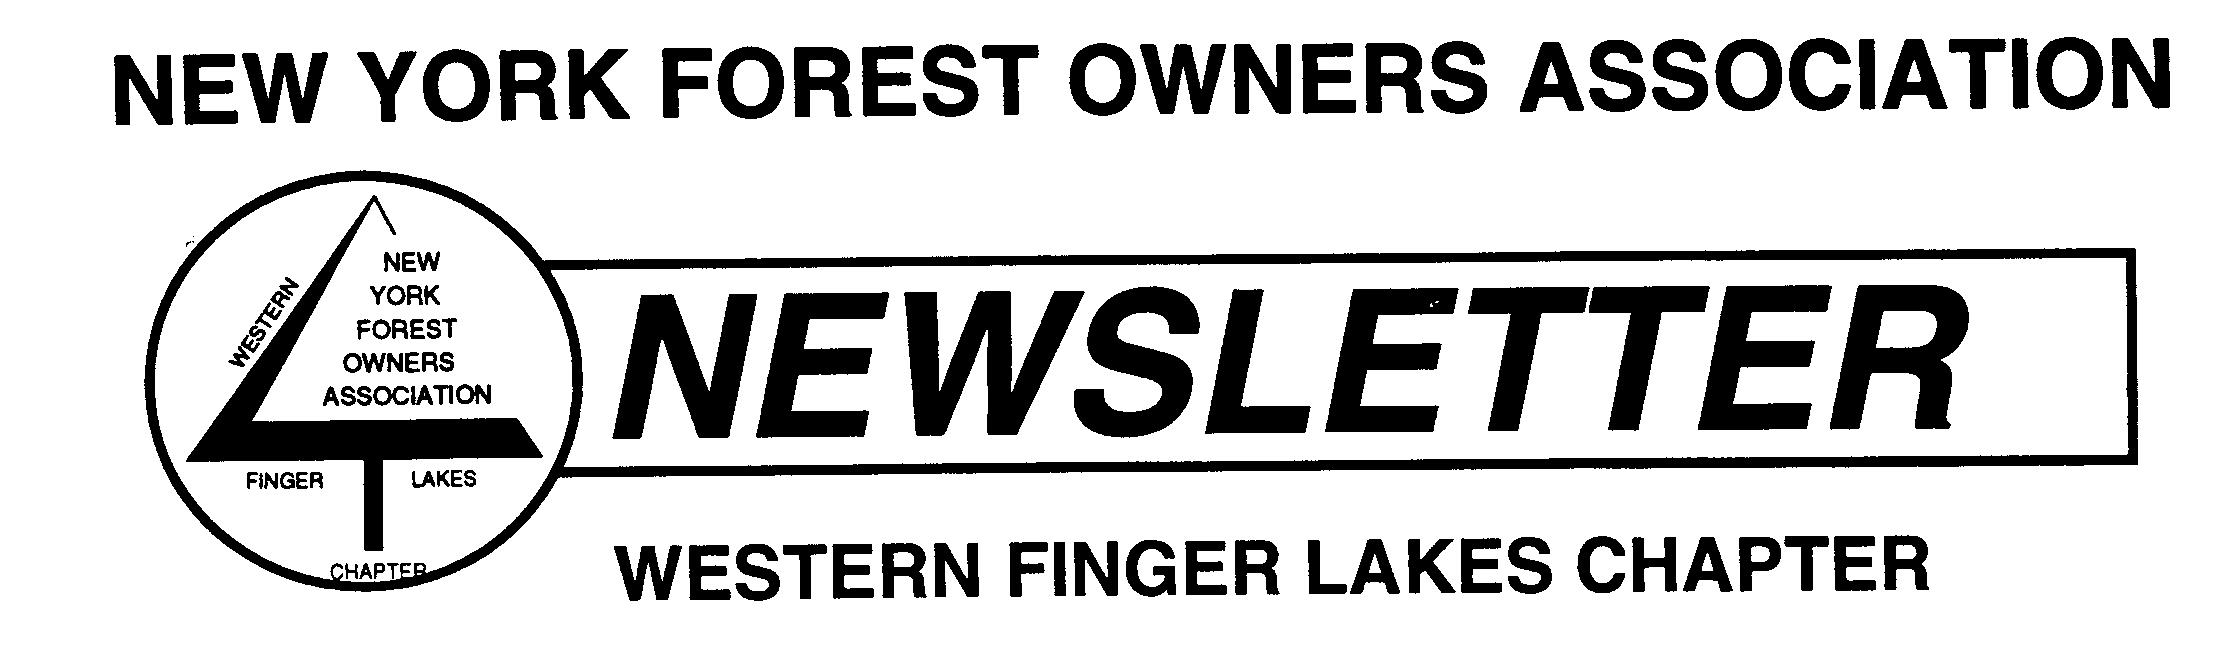 NEW YORK FOREST OWNERS ASSOCIATION
WESTERN
NEW
YORK
FOREST
OWNERS
ASSOCIATION
FINGER LAKES
CHAPTER
NEWSLETTER
WESTERN FINGER LAKES CHAPTER